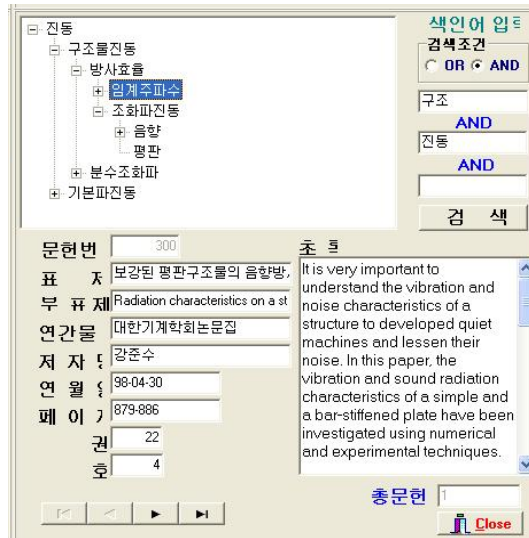 진동
구조물진동
방사효율
임계주파수
조화파진동
음향
평판
분수조화파
기본파진동
색인어 입력
검색조건
OR AND
구조
AND
진동
AND
검 색
문헌번 300
표 보강된 평판구조물의 음향방
부 표제 Radiation characteristics on a st
연간물 대한기계학회논문집
저 자 강준수
연 월 일 98-04-30
페 이 879-886
권 22
호 4
초
It is very important to
understand the vibration and
noise characteristics of a
structure to developed quiet
machines and lessen their
noise. In this paper, the
vibration and sound radiation
characteristics of a simple and
a bar-stiffened plate have been
investigated using numerical
and experimental techniques.
총문헌 1
Close